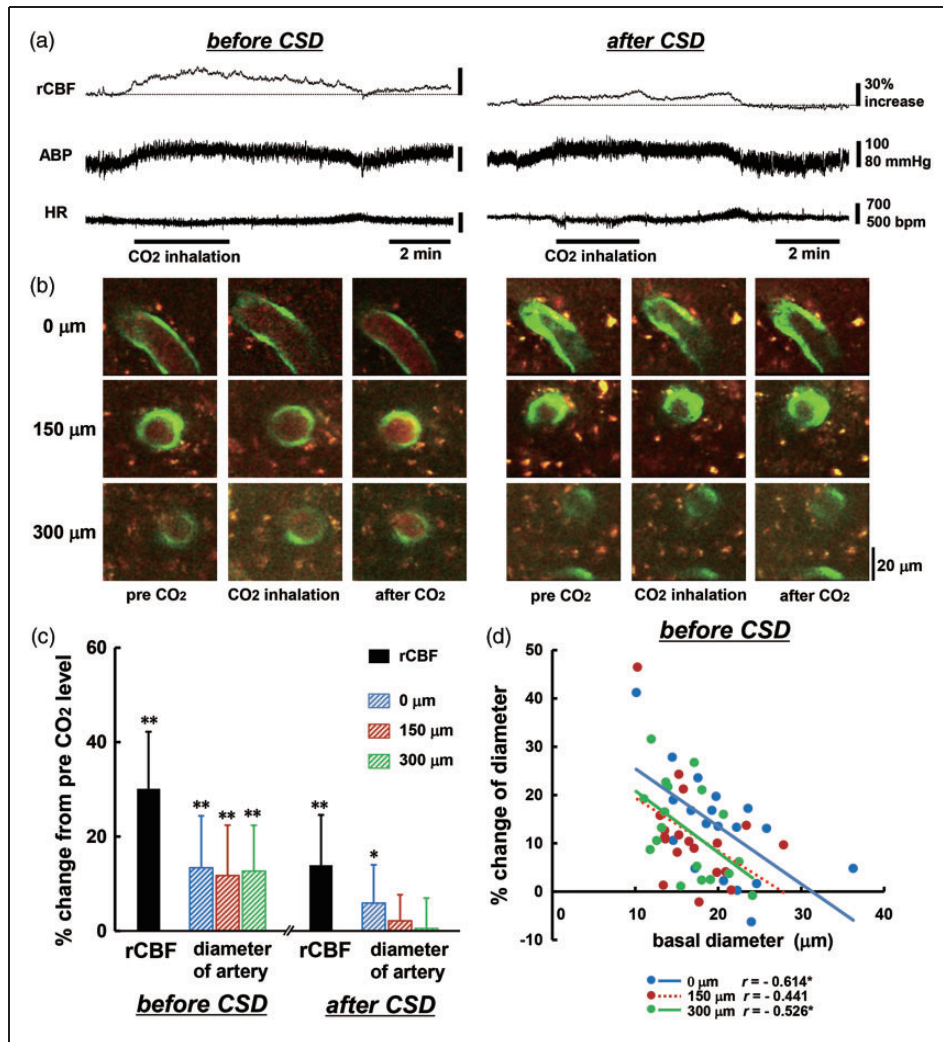 (a)
before CSD
after CSD
rCBF
30%
increase
ABP
100
80 mmHg
HR
700
500 bpm
CO2 inhalation
2 min
CO2 inhalation
2 min
(b)
0 μm
150 μm
300 μm
20 μm
pre CO2
CO2 inhalation
after CO2
pre CO2
CO2 inhalation
after CO2
(c)
% change from pre CO2 level
60
40
20
0
rCBF
0 μm
150 μm
300 μm
**
**
**
**
**
*
rCBF
diameter
of artery
rCBF
diameter
of artery
before CSD
after CSD
(d)
before CSD
% change of diameter
50
40
30
20
10
0
-10
0
10
20
30
40
basal diameter (μm)
0 μm r = - 0.614*
150 μm r = - 0.441
300 μm r = - 0.526*